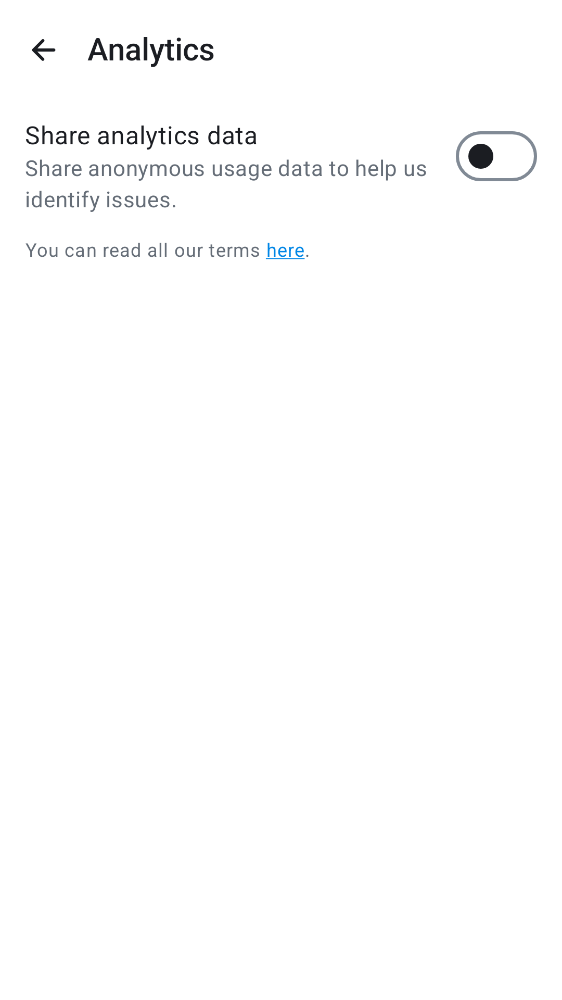 Analytics
Share analytics data
Share anonymous usage data to help us
identify issues.
You can read all our terms here.